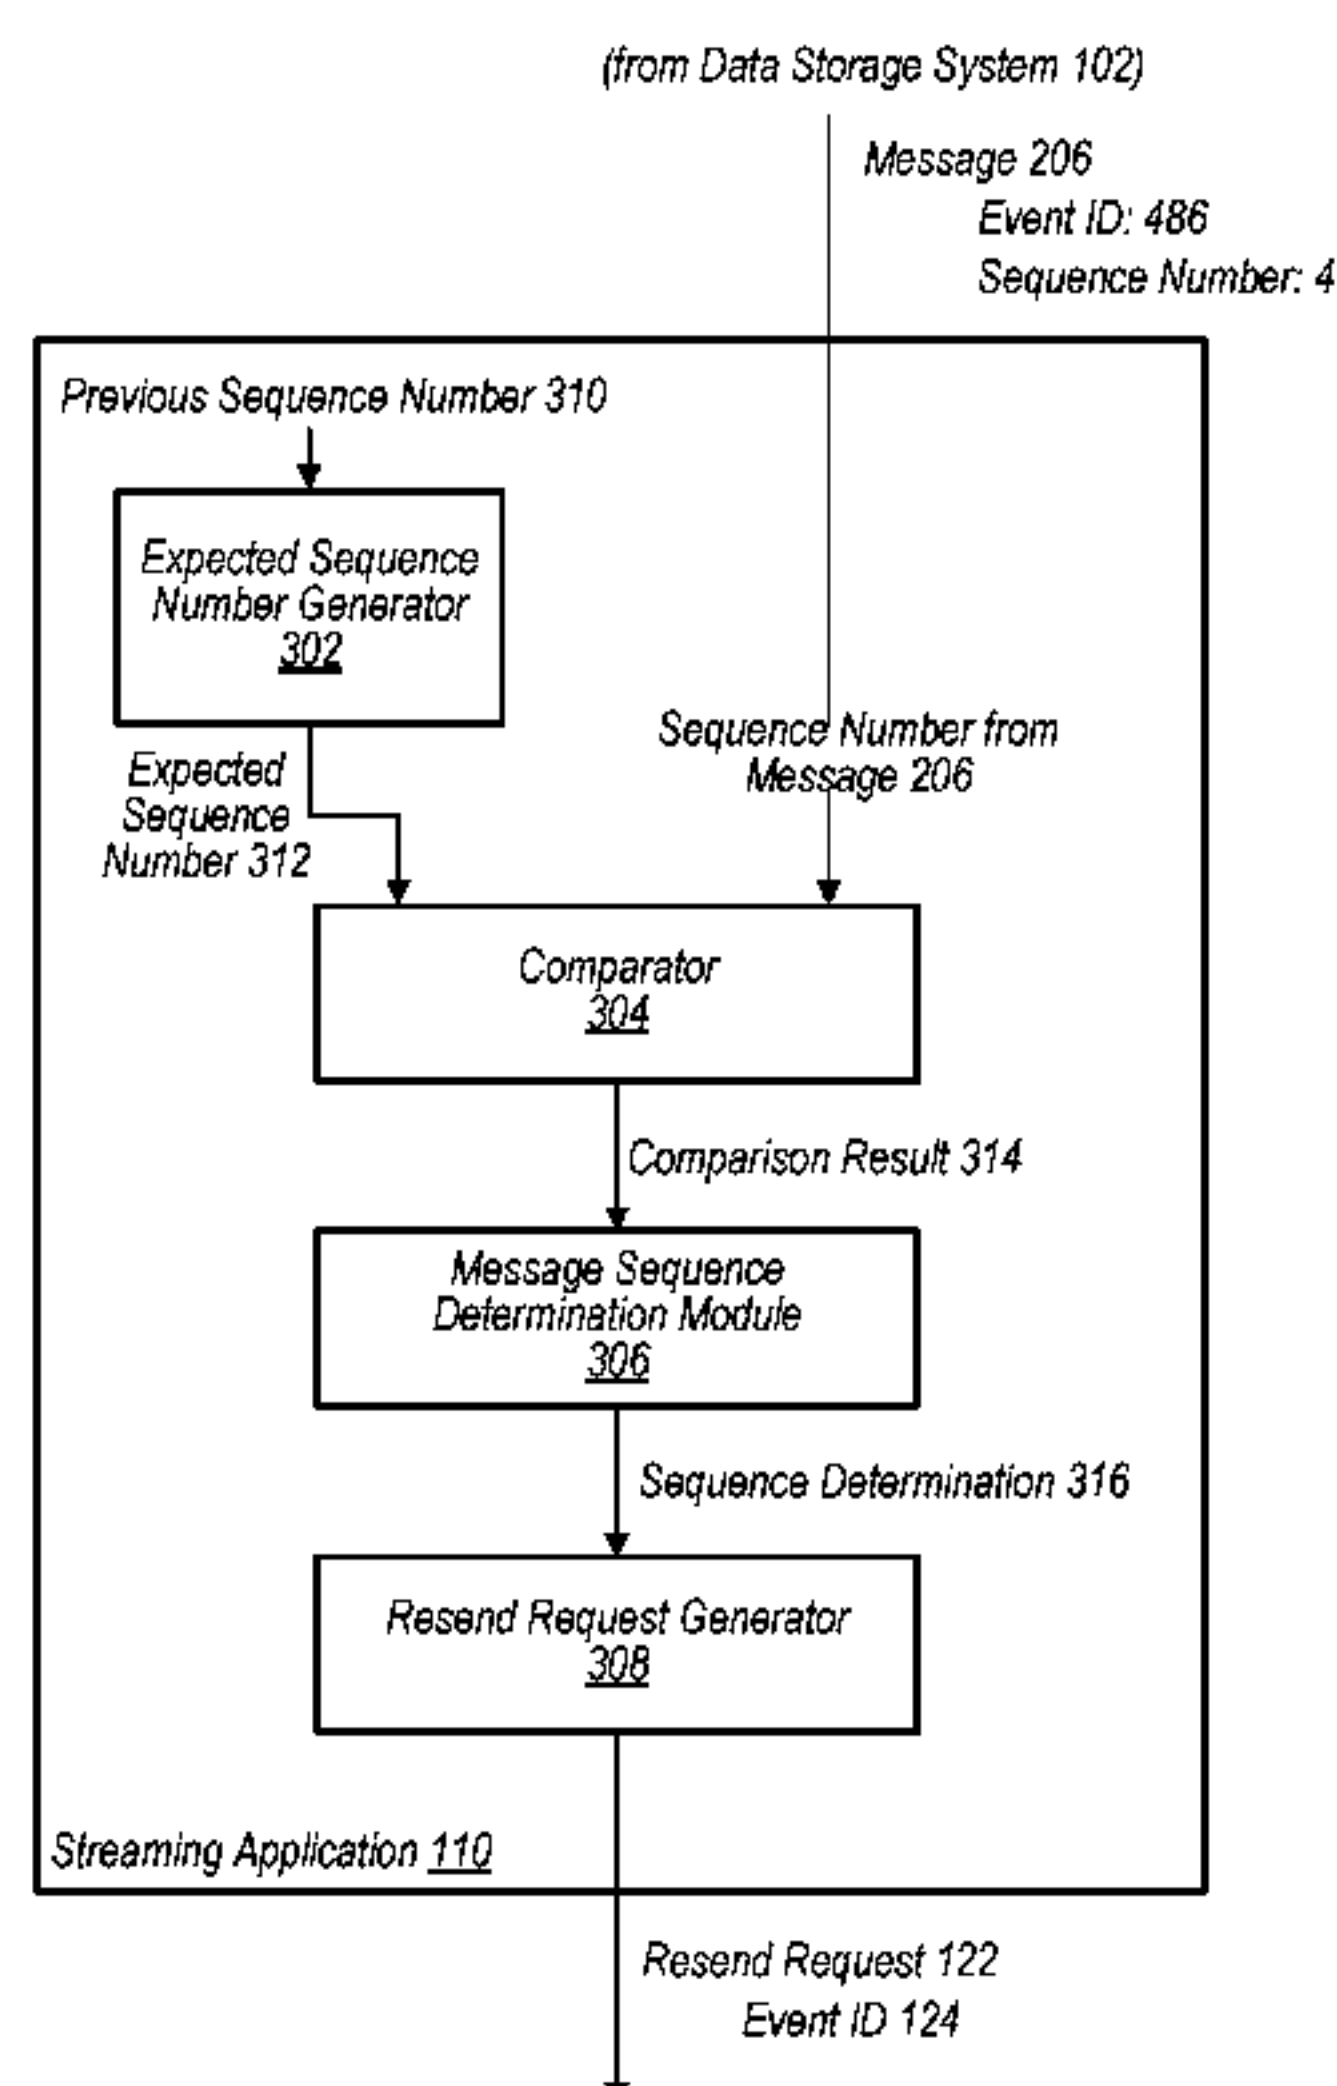 (from Data Storage System 102)
Message 206
Event ID: 486
Sequence Number: 4
Previous Sequence Number 310
Expected Sequence
Number Generator
302
Expected
Sequence
Number 312
Sequence Number from
Message 206
Comparator
304
Comparison Result 314
Message Sequence
Determination Module
306
Sequence Determination 316
Resend Request Generator
308
Streaming Application 110
Resend Request 122
Event ID 124